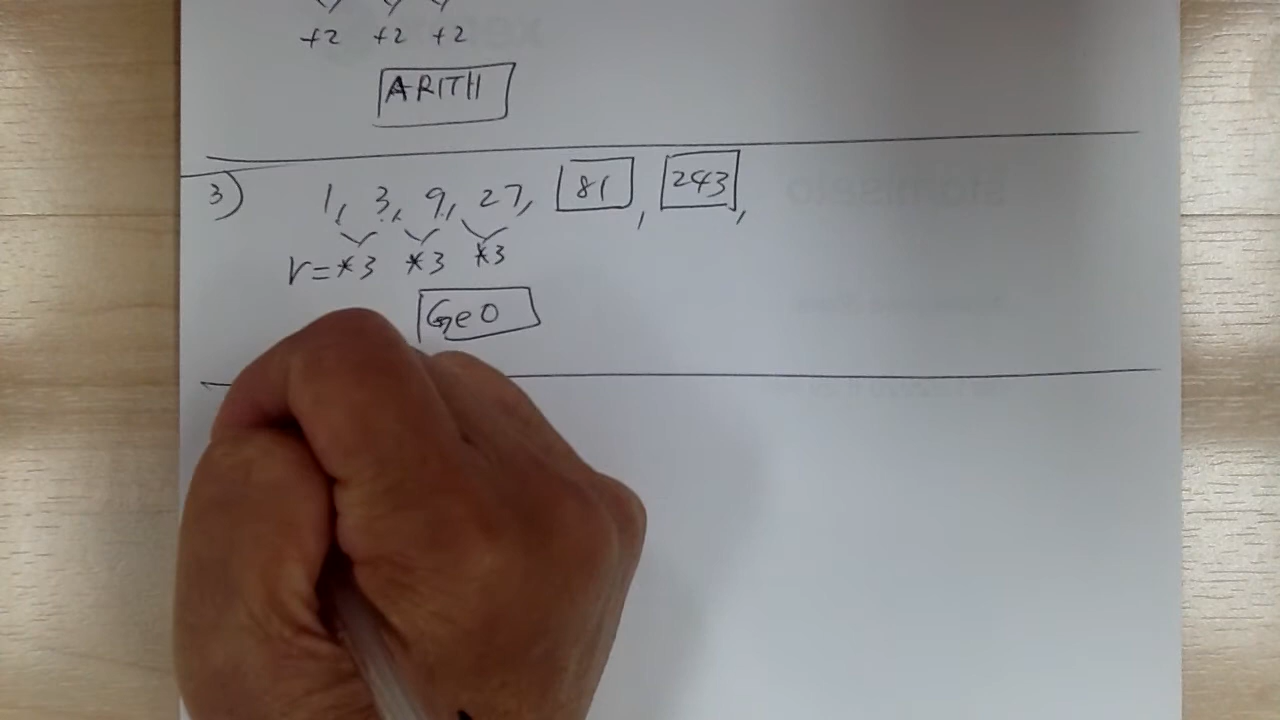 +2 +2 +2
ARITH
3) 1, 3, 9, 27, 81, 243,
r=*3 *3 *3
GeO